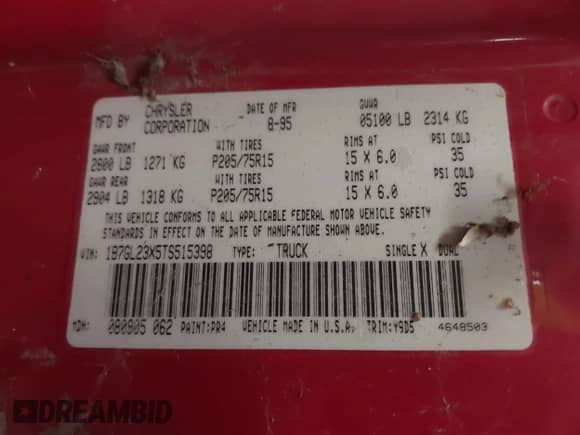 MFD BY CHRYSLER CORPORATION DATE OF MFR 8-95 GVWR 05100 LB 2314 KG
GAWR FRONT WITH TIRES RIMS AT PSI COLD
2800 LB 1271 KG P205/75R15 15 X 6.0 35
GAWR REAR WITH TIRES RIMS AT PSI COLD
2904 LB 1318 KG P205/75R15 15 X 6.0 35
THIS VEHICLE CONFORMS TO ALL APPLICABLE FEDERAL MOTOR VEHICLE SAFETY
STANDARDS IN EFFECT ON THE DATE OF MANUFACTURE SHOWN ABOVE.
VIN: 1B7GL23X5TS515398 TYPE: TRUCK SINGLE X DUAL
MDH: 080905 062 PAINT:PR4 VEHICLE MADE IN U.S.A. TRIM:Y9D5 4648503
DREAMBID